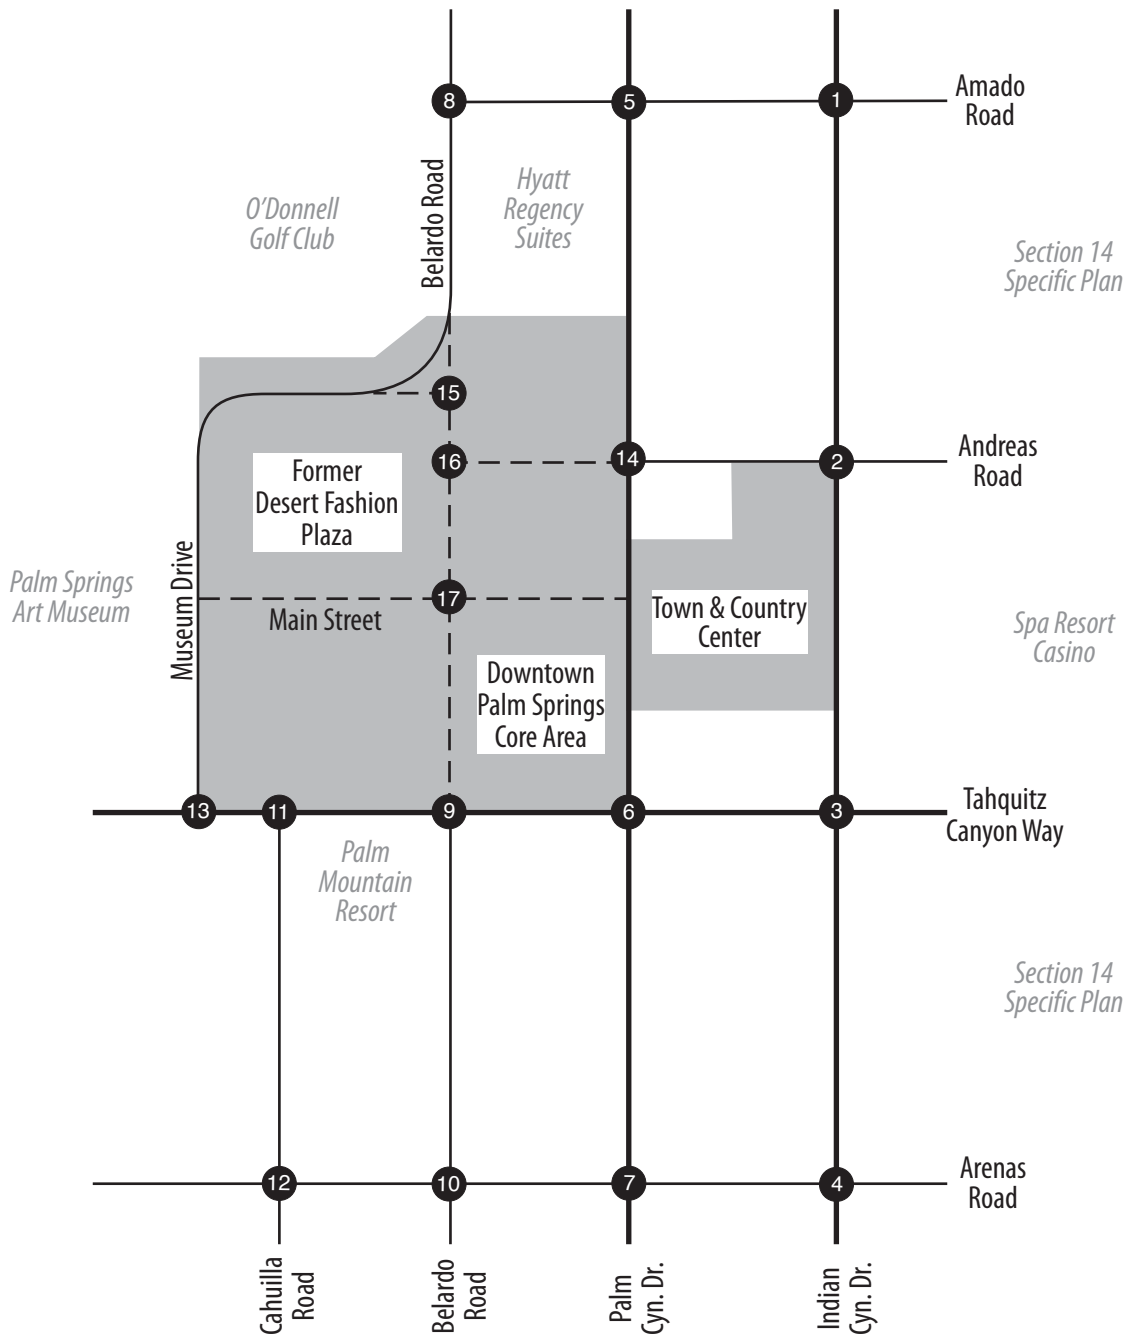 8
5
1
Amado
Road
Belardo Road
Hyatt
Regency
Suites
O'Donnell
Golf Club
Section 14
Specific Plan
15
16
14
2
Andreas
Road
Former
Desert Fashion
Plaza
Museum Drive
Palm Springs
Art Museum
17
Main Street
Town & Country
Center
Spa Resort
Casino
Downtown
Palm Springs
Core Area
13
11
9
6
3
Tahquitz
Canyon Way
Palm
Mountain
Resort
Section 14
Specific Plan
12
10
7
4
Arenas
Road
Cahuilla
Road
Belardo
Road
Palm
Cyn. Dr.
Indian
Cyn. Dr.